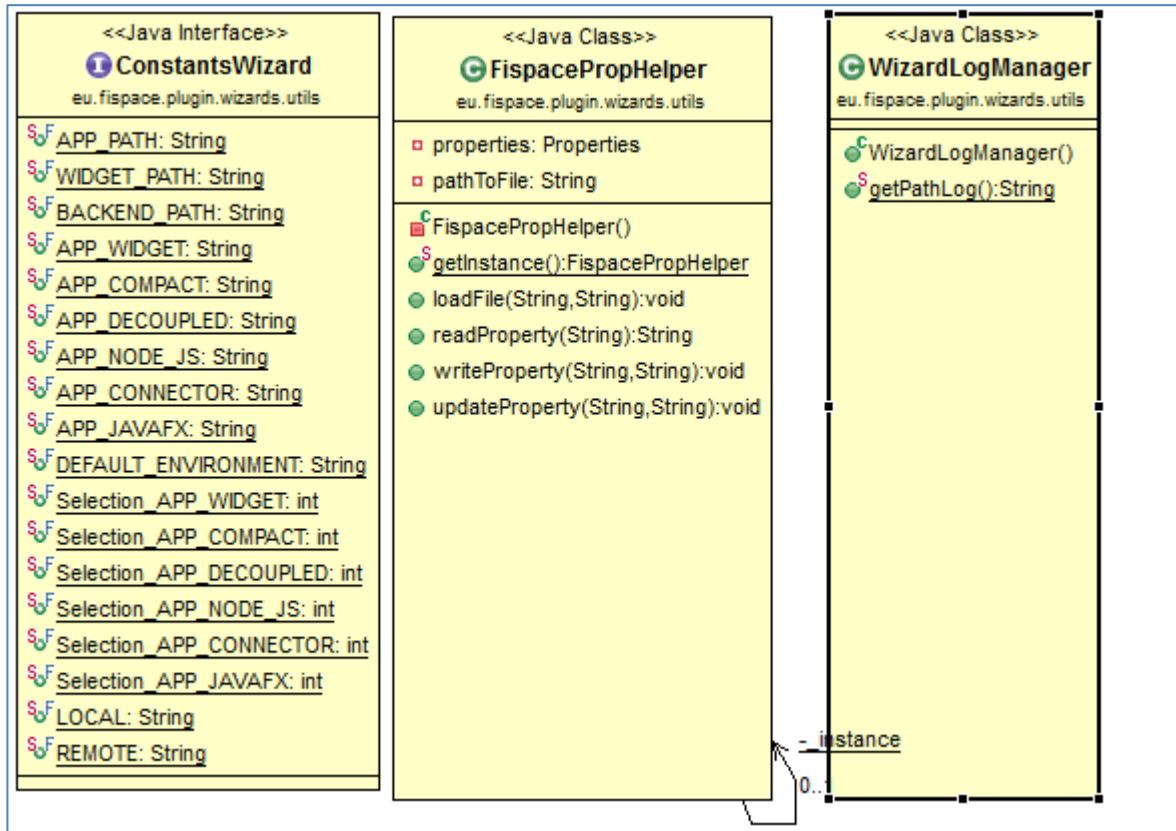 <<Java Interface>>
ConstantsWizard
eu.fispace.plugin.wizards.utils
APP_PATH: String
WIDGET_PATH: String
BACKEND_PATH: String
APP_WIDGET: String
APP_COMPACT: String
APP_DECOUPLED: String
APP_NODE_JS: String
APP_CONNECTOR: String
APP_JAVAFX: String
DEFAULT_ENVIRONMENT: String
Selection_APP_WIDGET: int
Selection_APP_COMPACT: int
Selection_APP_DECOUPLED: int
Selection_APP_NODE_JS: int
Selection_APP_CONNECTOR: int
Selection_APP_JAVAFX: int
LOCAL: String
REMOTE: String
<<Java Class>>
FispacePropHelper
eu.fispace.plugin.wizards.utils
properties: Properties
pathToFile: String
FispacePropHelper()
getInstance():FispacePropHelper
loadFile(String,String):void
readProperty(String):String
writeProperty(String,String):void
updateProperty(String,String):void
-_instance
0..1
<<Java Class>>
WizardLogManager
eu.fispace.plugin.wizards.utils
WizardLogManager()
getPathLog():String